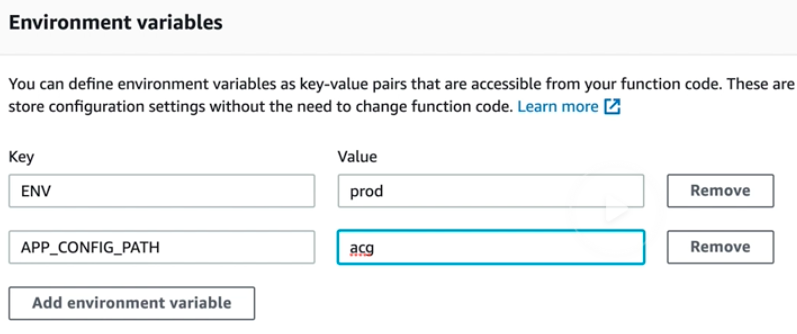 Environment variables
You can define environment variables as key-value pairs that are accessible from your function code. These are
store configuration settings without the need to change function code. Learn more
Key Value
ENV prod Remove
APP_CONFIG_PATH acg Remove
Add environment variable